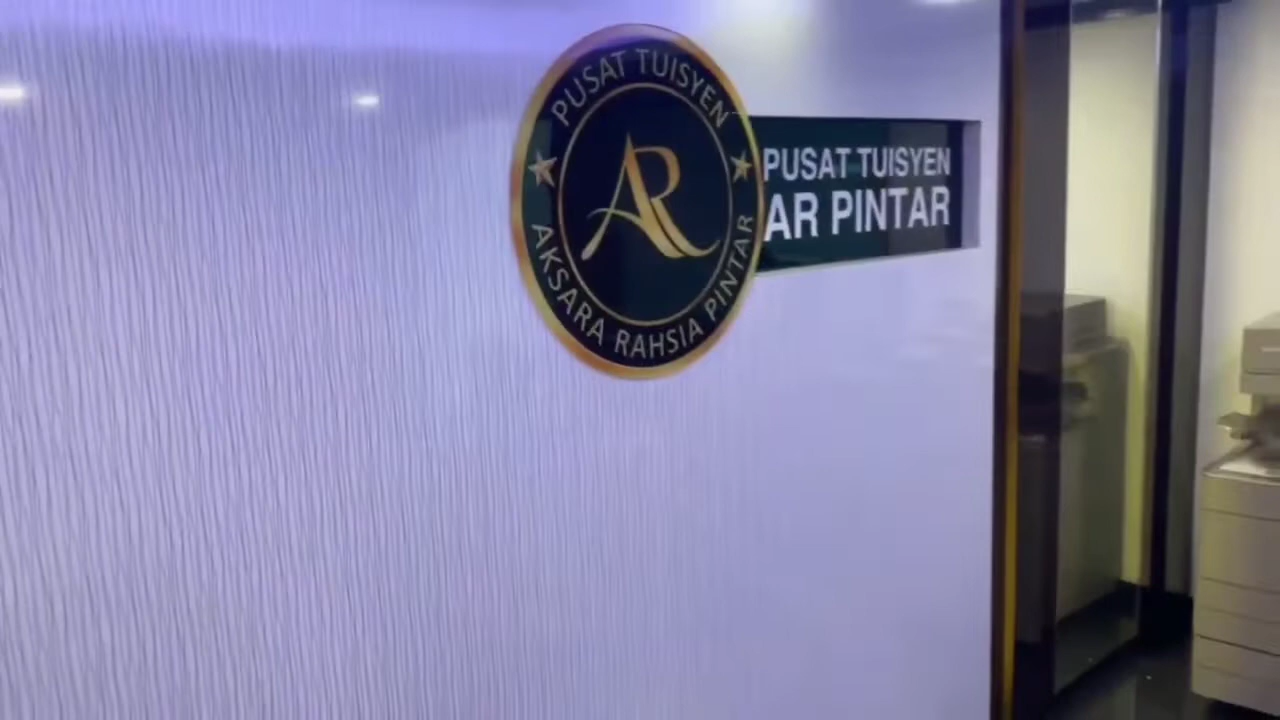 PUSAT TUISYEN
AR
AKSARA RAHSIA PINTAR
PUSAT TUISYEN
AR PINTAR